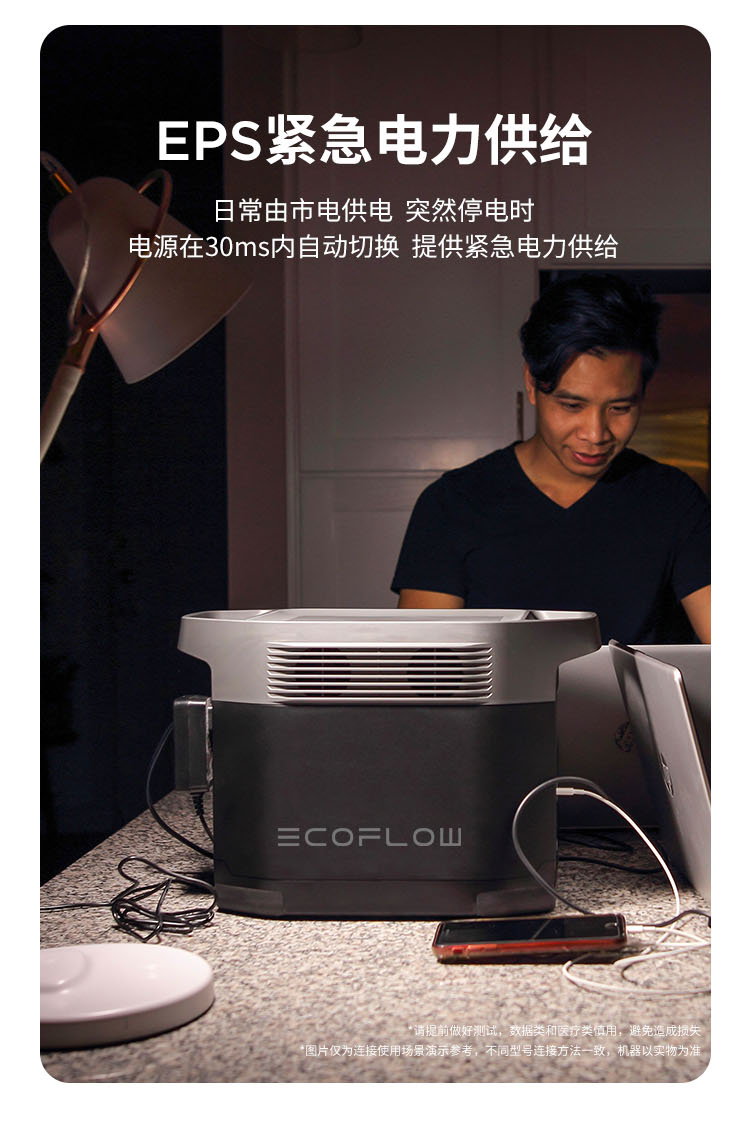 EPS紧急电力供给
日常由市电供电 突然停电时
电源在30ms内自动切换 提供紧急电力供给
ECOFLOW
*请提前做好测试，数据类和医疗类慎用，避免造成损失
*图片仅为连接使用场景演示参考，不同型号连接方法一致，机器以实物为准